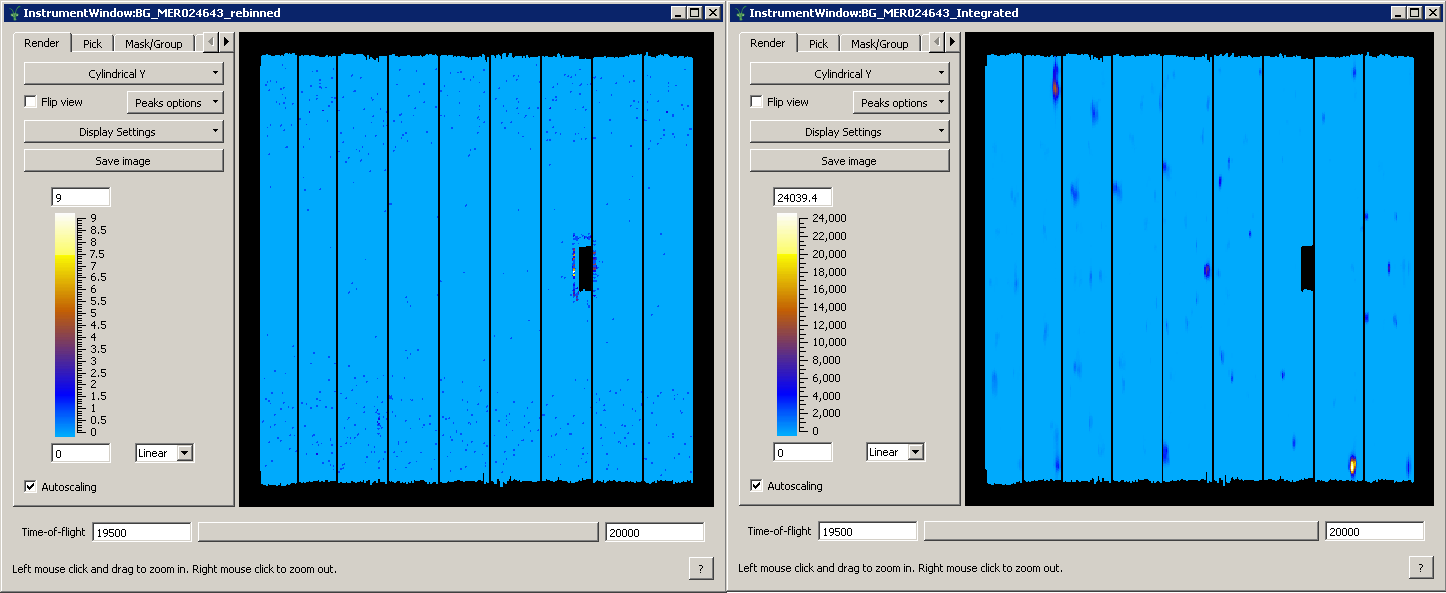 InstrumentWindow:BG_MER024643_rebinned
Render Pick Mask/Group
Cylindrical Y
Flip view Peaks options
Display Settings
Save image
9
9
8.5
8
7.5
7
6.5
6
5.5
5
4.5
4
3.5
3
2.5
2
1.5
1
0.5
0
0 Linear
Autoscaling
Time-of-flight 19500 20000
Left mouse click and drag to zoom in. Right mouse click to zoom out. ?
InstrumentWindow:BG_MER024643_Integrated
Render Pick Mask/Group
Cylindrical Y
Flip view Peaks options
Display Settings
Save image
24039.4
24,000
22,000
20,000
18,000
16,000
14,000
12,000
10,000
8,000
6,000
4,000
2,000
0
0 Linear
Autoscaling
Time-of-flight 19500 20000
Left mouse click and drag to zoom in. Right mouse click to zoom out. ?